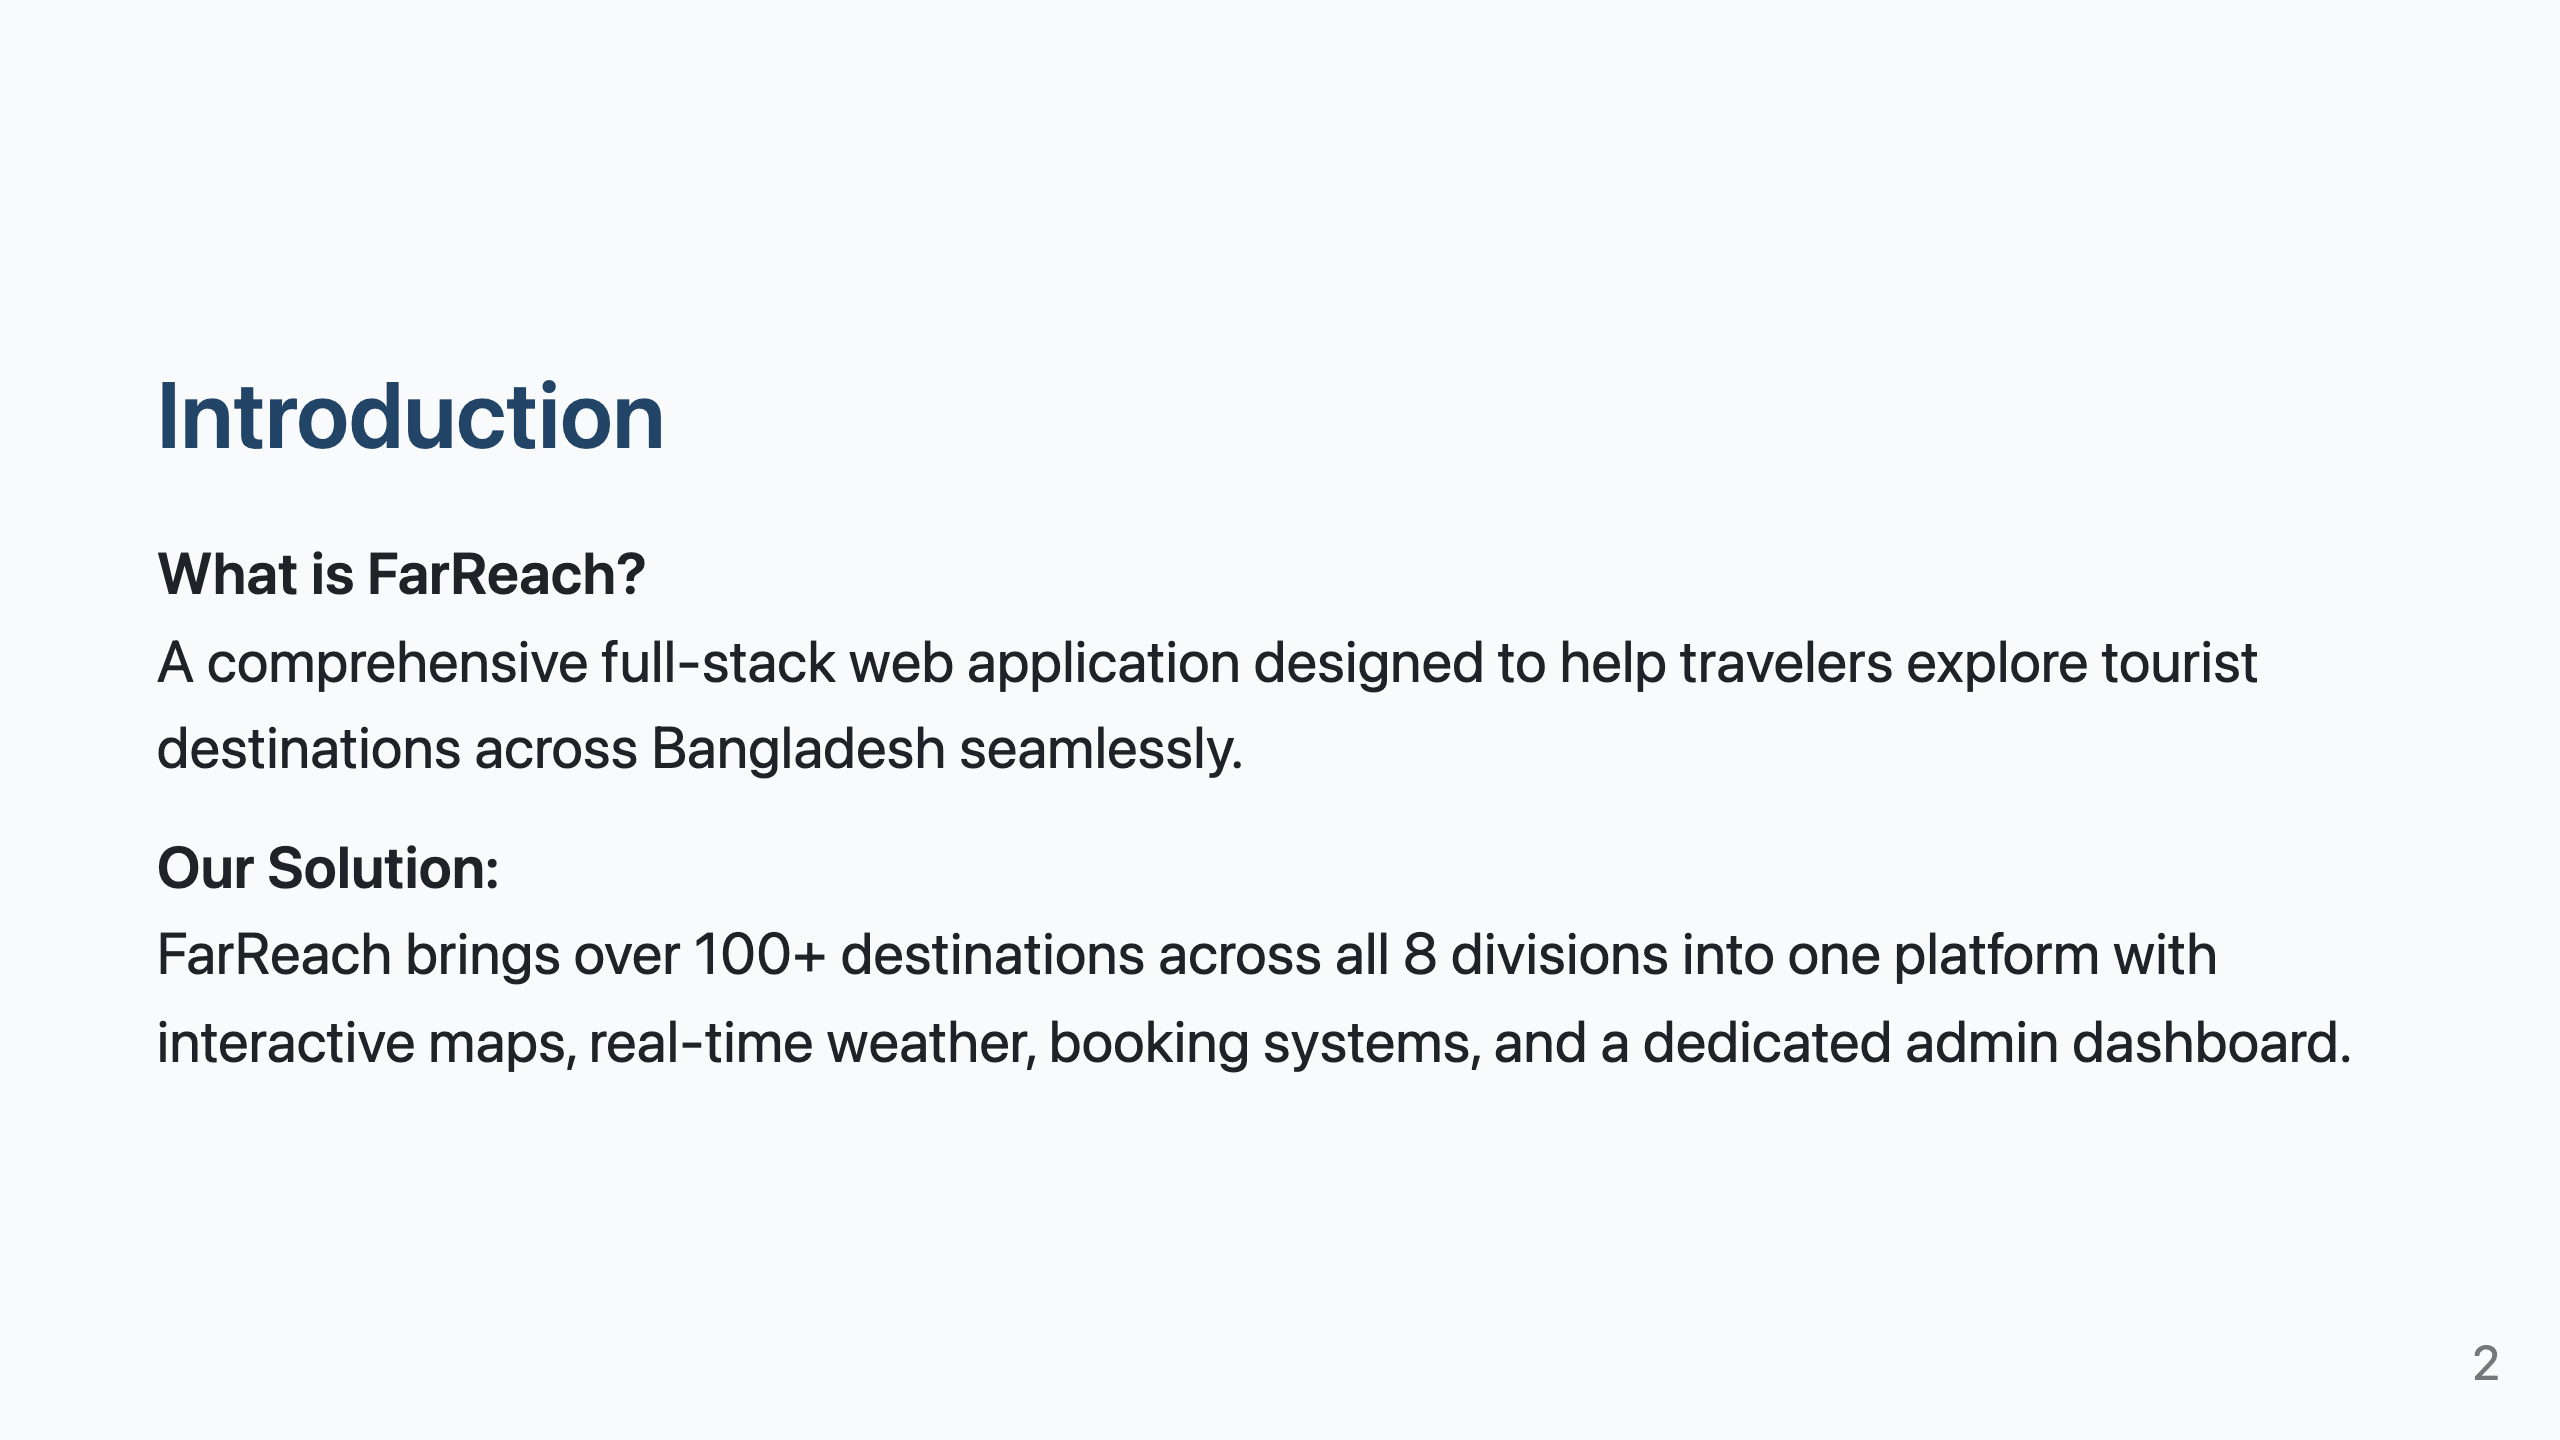 Introduction
What is FarReach?
A comprehensive full-stack web application designed to help travelers explore tourist
destinations across Bangladesh seamlessly.
Our Solution:
FarReach brings over 100+ destinations across all 8 divisions into one platform with
interactive maps, real-time weather, booking systems, and a dedicated admin dashboard.
2